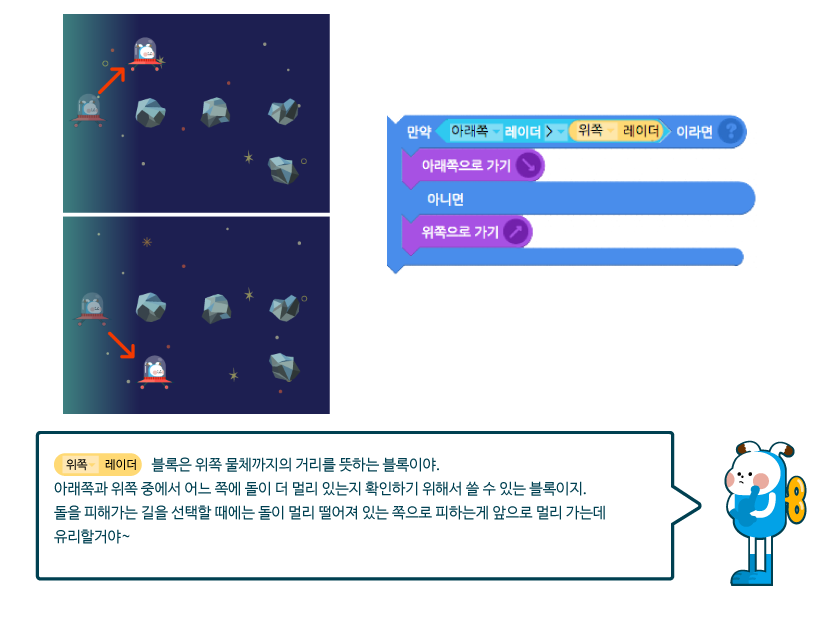 만약 아래쪽 레이더 > 위쪽 레이더 이라면 ?
아래쪽으로 가기
아니면
위쪽으로 가기
위쪽 레이더 블록은 위쪽 물체까지의 거리를 뜻하는 블록이야.
아래쪽과 위쪽 중에서 어느 쪽에 돌이 더 멀리 있는지 확인하기 위해서 쓸 수 있는 블록이지.
돌을 피해가는 길을 선택할 때에는 돌이 멀리 떨어져 있는 쪽으로 피하는게 앞으로 멀리 가는데
유리할거야~